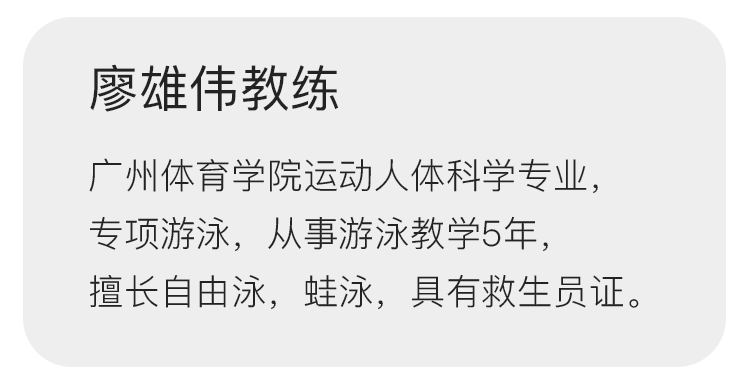 廖雄伟教练
广州体育学院运动人体科学专业，
专项游泳，从事游泳教学5年，
擅长自由泳，蛙泳，具有救生员证。